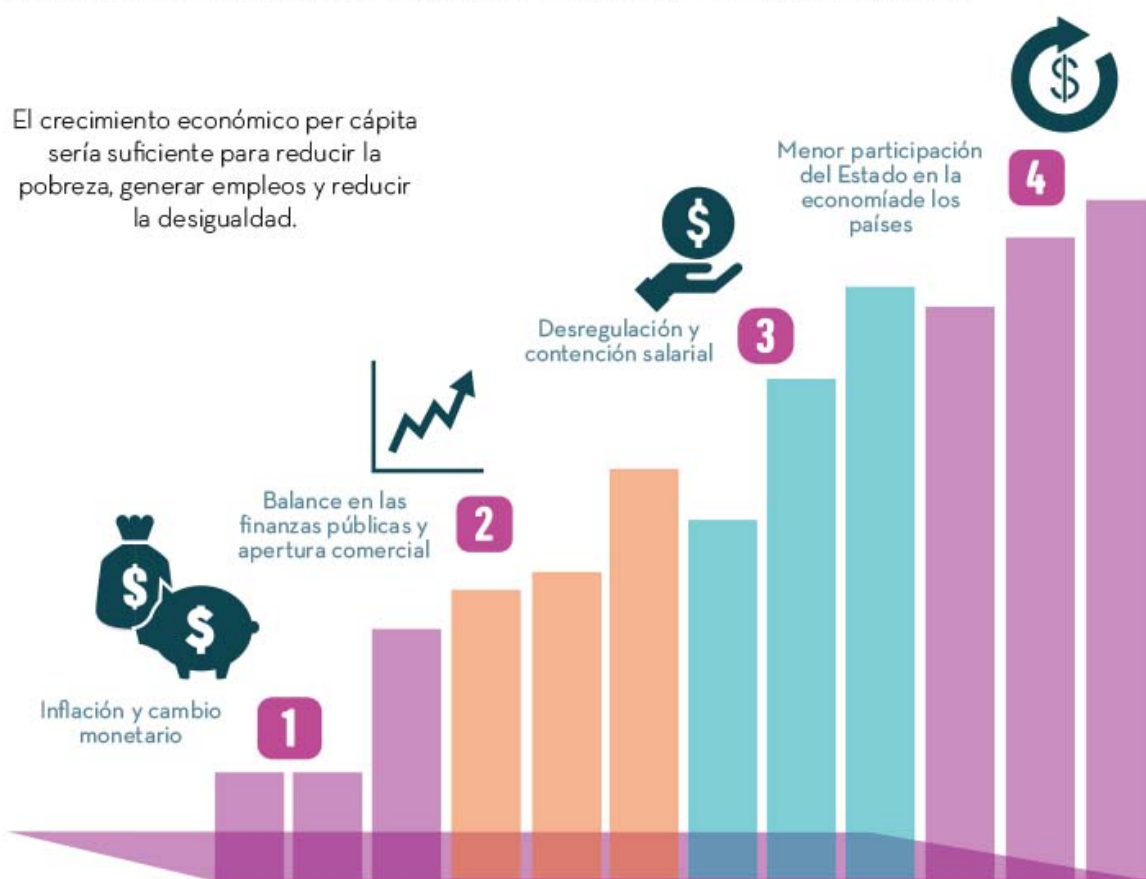 El crecimiento económico per cápita
sería suficiente para reducir la
pobreza, generar empleos y reducir
la desigualdad.
$
Menor participación
del Estado en la
economíade los
países
4
$
Desregulación y
contención salarial
3
Balance en las
finanzas públicas y
apertura comercial
2
$
$
Inflación y cambio
monetario
1